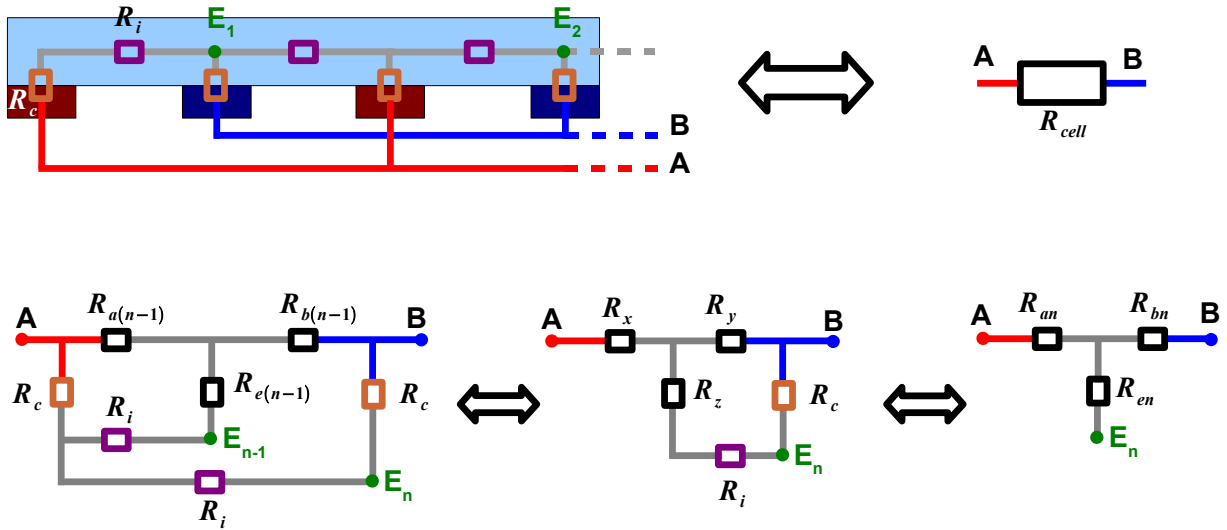 R_i E_1 E_2
R_c
B
A
A B
R_cell
A R_a(n−1) R_b(n−1) B
R_c R_e(n−1) R_c
R_i E_n-1
E_n
R_i
A R_x R_y B
R_z R_c
E_n
R_i
A R_an R_bn B
R_en
E_n